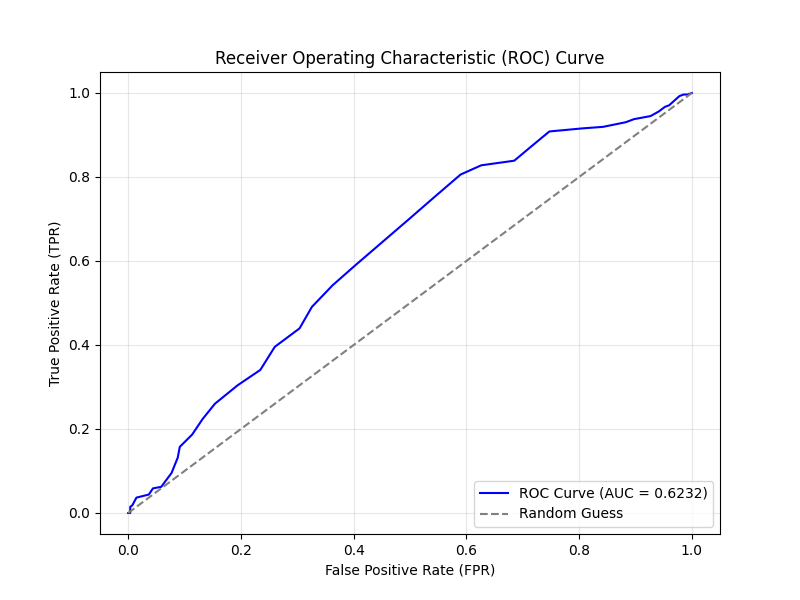 Receiver Operating Characteristic (ROC) Curve
True Positive Rate (TPR)
1.0
0.8
0.6
0.4
0.2
0.0
ROC Curve (AUC = 0.6232)
Random Guess
0.0 0.2 0.4 0.6 0.8 1.0
False Positive Rate (FPR)